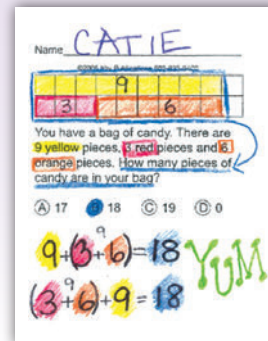 Name CATIE
9
3 6
You have a bag of candy. There are
9 yellow pieces, 3 red pieces and 6
orange pieces. How many pieces of
candy are in your bag?
Ⓐ 17 Ⓑ 18 Ⓒ 19 Ⓓ 0
9
9+(3+6)=18
YUM
9
(3+6)+9=18